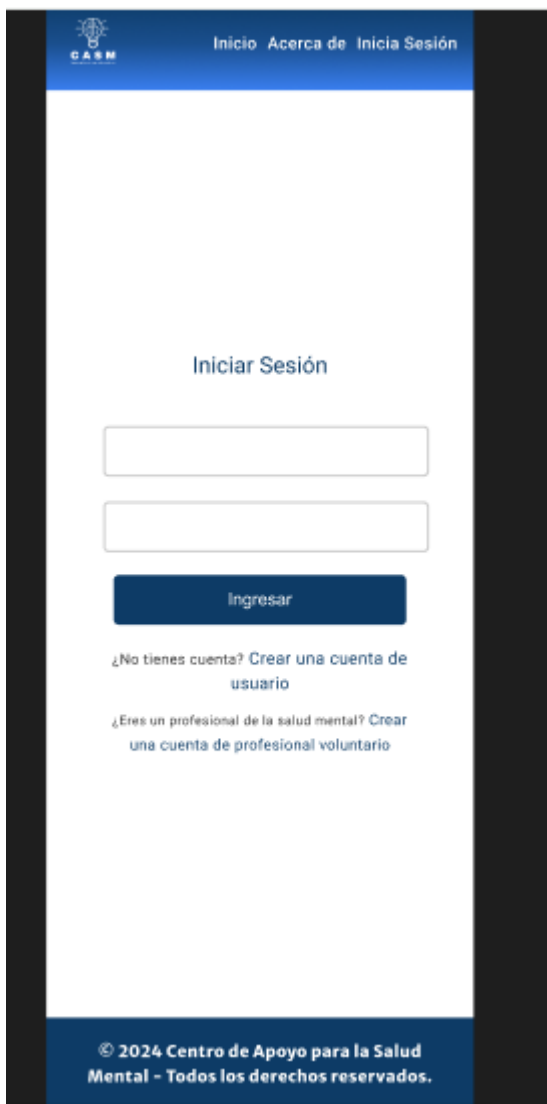 CASM
Inicio Acerca de Inicia Sesión
Iniciar Sesión
Ingresar
¿No tienes cuenta? Crear una cuenta de
usuario
¿Eres un profesional de la salud mental? Crear
una cuenta de profesional voluntario
© 2024 Centro de Apoyo para la Salud
Mental - Todos los derechos reservados.